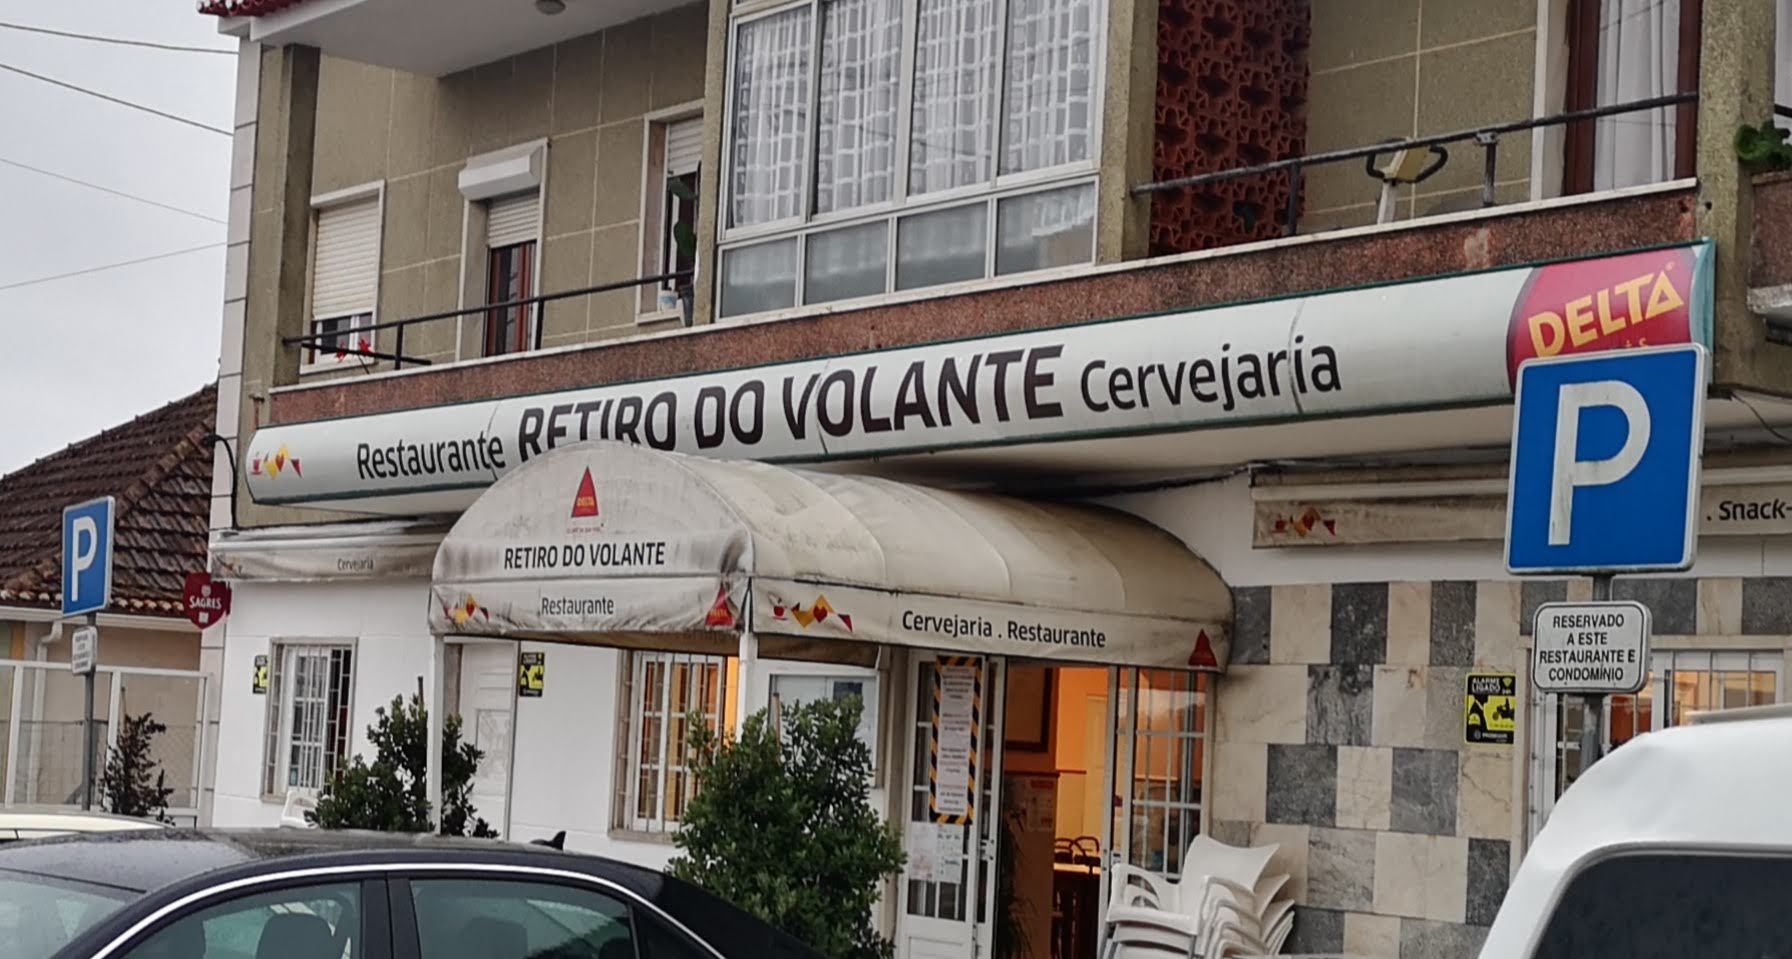 Restaurante RETIRO DO VOLANTE Cervejaria
DELTA
P
RESERVADO
A ESTE
RESTAURANTE E
CONDOMÍNIO
. Snack-
Cervejaria
DELTA
RETIRO DO VOLANTE
Restaurante
Cervejaria . Restaurante
P
SAGRES
ALARME
LIGADO